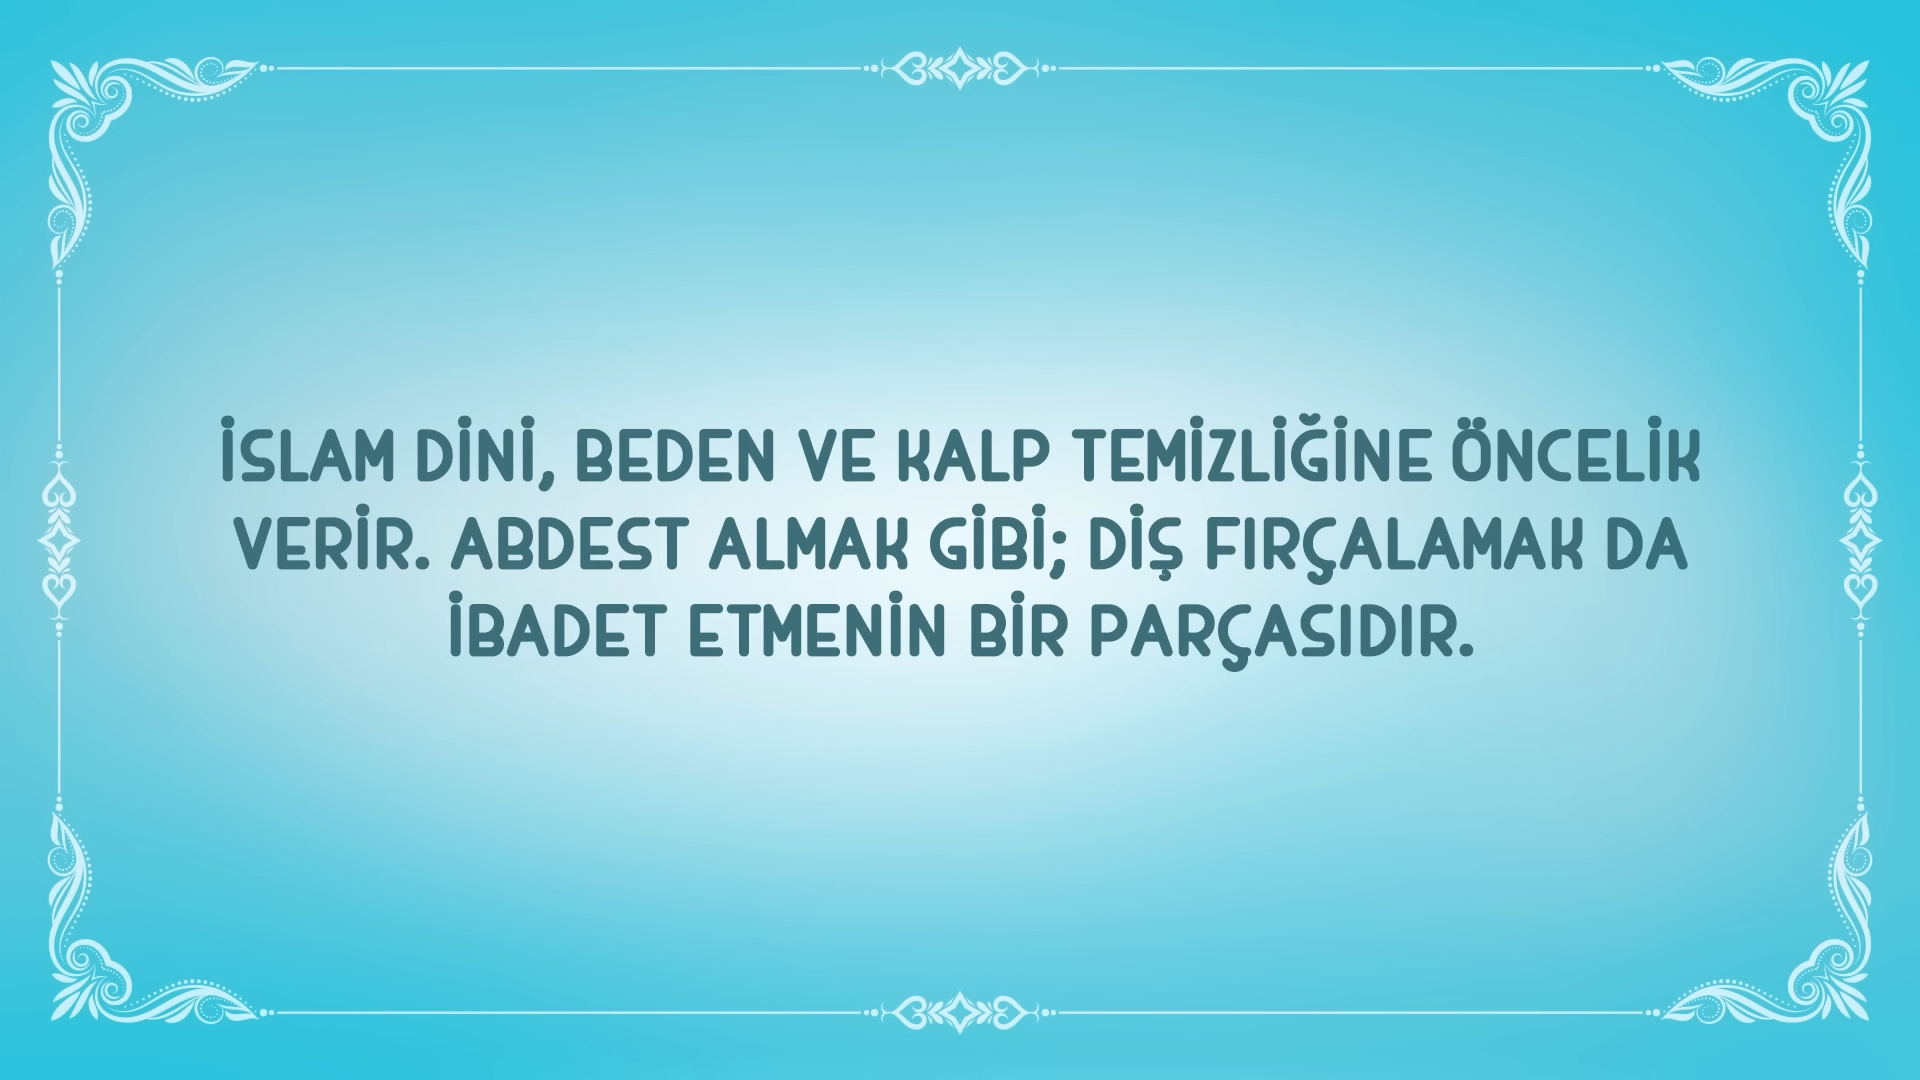 İSLAM DİNİ, BEDEN VE KALP TEMİZLİĞİNE ÖNCELİK
VERİR. ABDEST ALMAK GİBİ; DİŞ FIRÇALAMAK DA
İBADET ETMENİN BİR PARÇASIDIR.